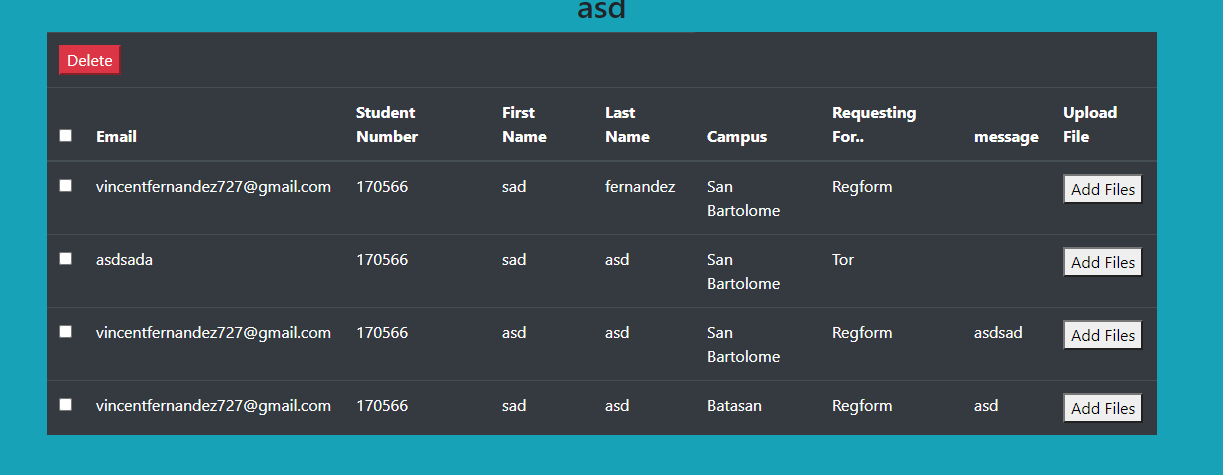 asd
Delete
Email Student Number First Name Last Name Campus Requesting For.. message Upload File
vincentfernandez727@gmail.com 170566 sad fernandez San Bartolome Regform Add Files
asdsada 170566 sad asd San Bartolome Tor Add Files
vincentfernandez727@gmail.com 170566 asd asd San Bartolome Regform asdsad Add Files
vincentfernandez727@gmail.com 170566 sad asd Batasan Regform asd Add Files